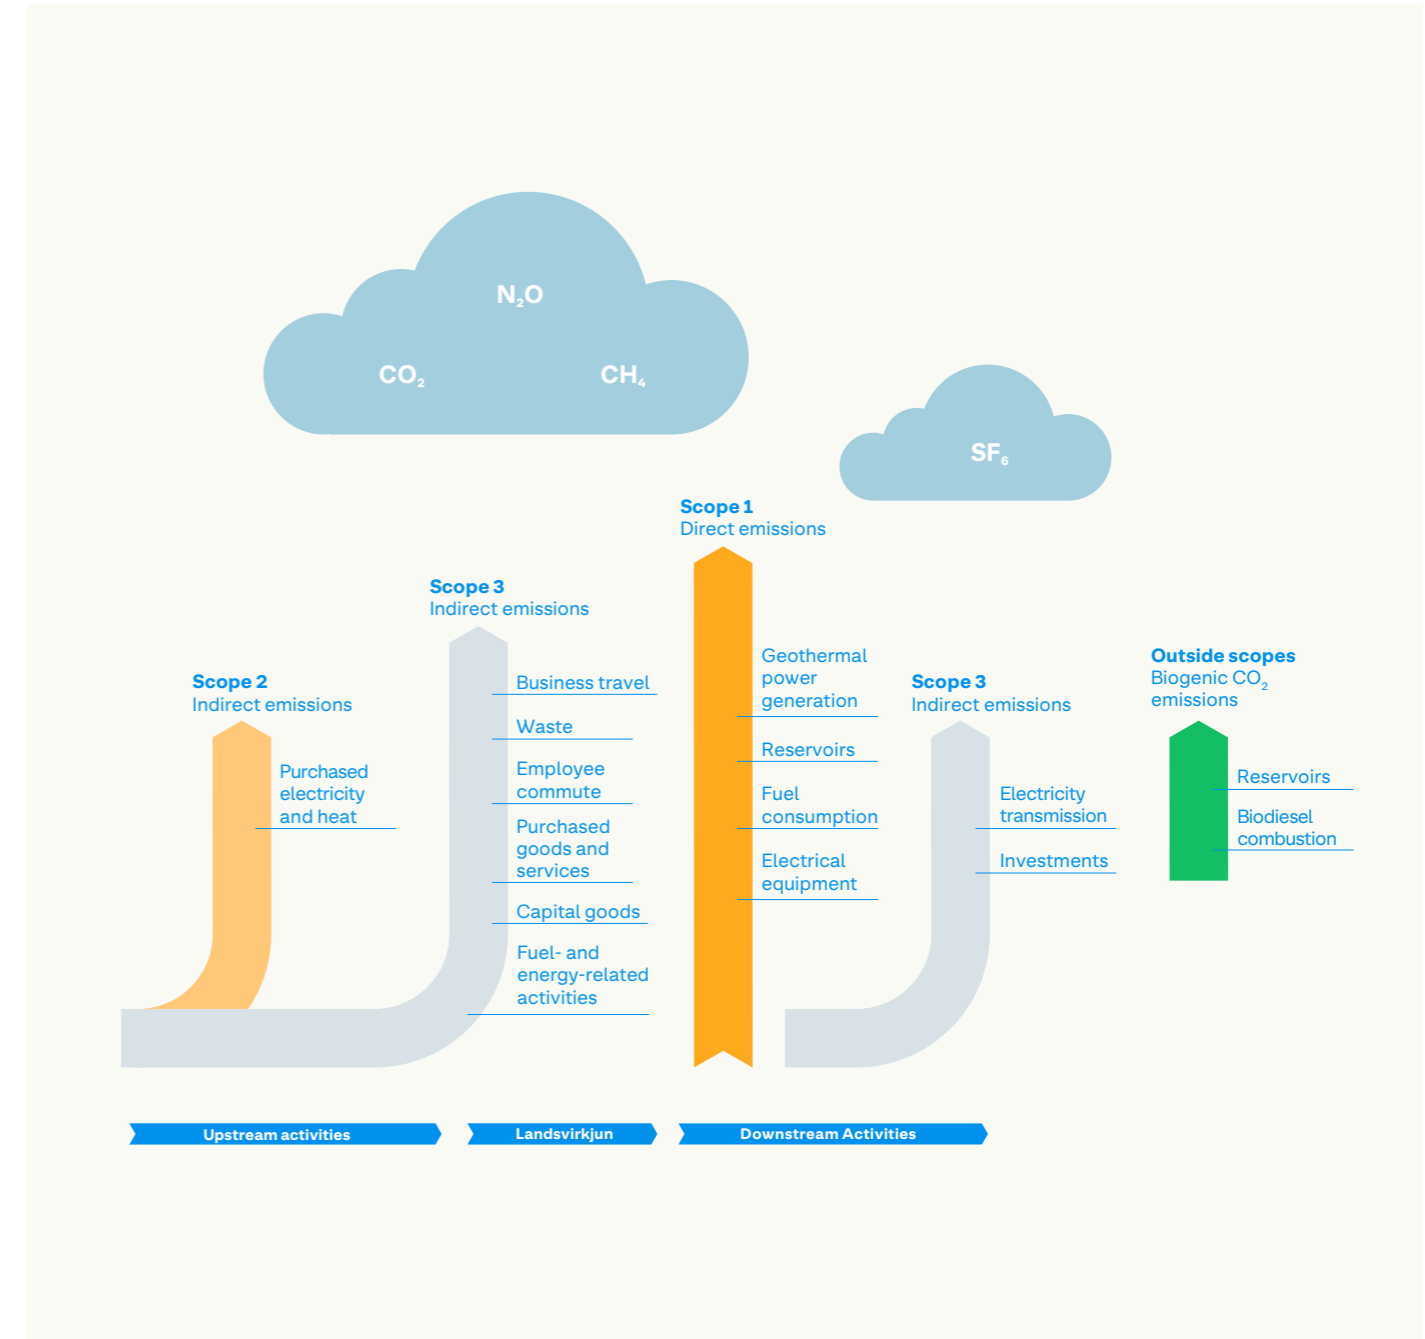 N₂O
CO₂
CH₄
SF₆
Scope 1
Direct emissions
Geothermal
power
generation
Reservoirs
Fuel
consumption
Electrical
equipment
Scope 3
Indirect emissions
Business travel
Waste
Employee
commute
Purchased
goods and
services
Capital goods
Fuel- and
energy-related
activities
Scope 2
Indirect emissions
Purchased
electricity
and heat
Scope 3
Indirect emissions
Electricity
transmission
Investments
Outside scopes
Biogenic CO₂
emissions
Reservoirs
Biodiesel
combustion
Upstream activities
Landsvirkjun
Downstream Activities